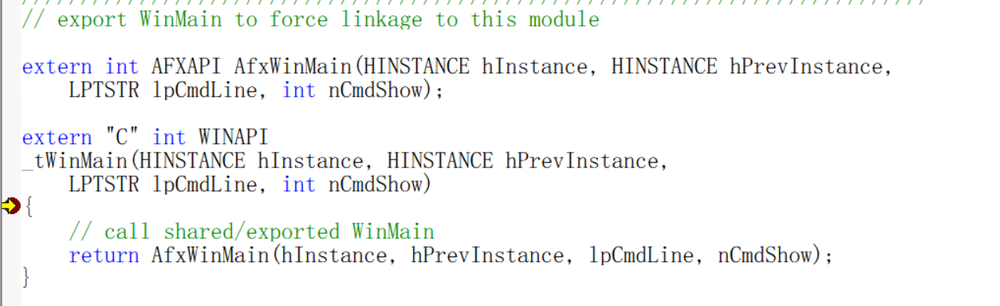 ////////////////////////////////////////////////////////////////////////////
// export WinMain to force linkage to this module
extern int AFXAPI AfxWinMain(HINSTANCE hInstance, HINSTANCE hPrevInstance,
LPTSTR lpCmdLine, int nCmdShow);
extern "C" int WINAPI
_tWinMain(HINSTANCE hInstance, HINSTANCE hPrevInstance,
LPTSTR lpCmdLine, int nCmdShow)
{
// call shared/exported WinMain
return AfxWinMain(hInstance, hPrevInstance, lpCmdLine, nCmdShow);
}